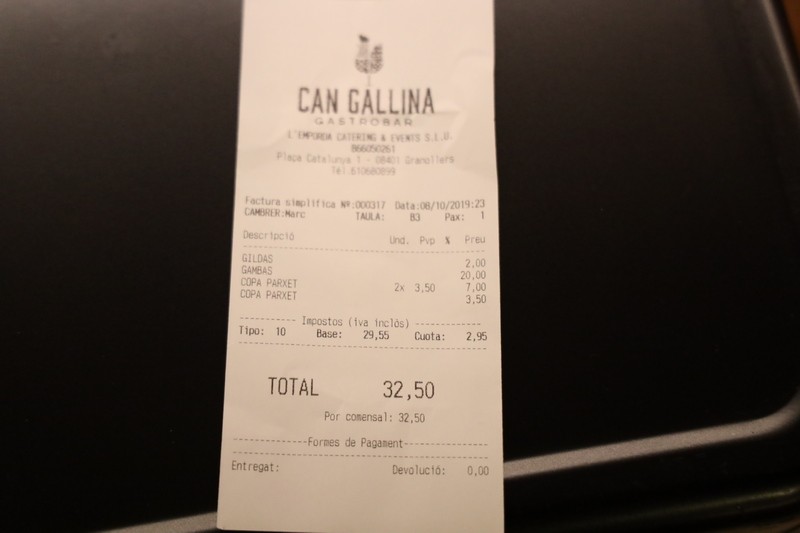 CAN GALLINA
GASTROBAR
L'EMPORDA CATERING & EVENTS S.L.U.
B66050261
Plaça Catalunya 1 - 08401 Granollers
Tel.610680899
Factura simplifica Nº:000317 Data:08/10/2019:23
CAMBRER:Marc TAULA: B3 Pax: 1
Descripció Und. Pvp % Preu
GILDAS 2,00
GAMBAS 20,00
COPA PARXET 2x 3,50 7,00
COPA PARXET 3,50
Impostos (iva inclòs)
Tipo: 10 Base: 29,55 Cuota: 2,95
TOTAL 32,50
Por comensal: 32,50
Formes de Pagament
Entregat: Devolució: 0,00